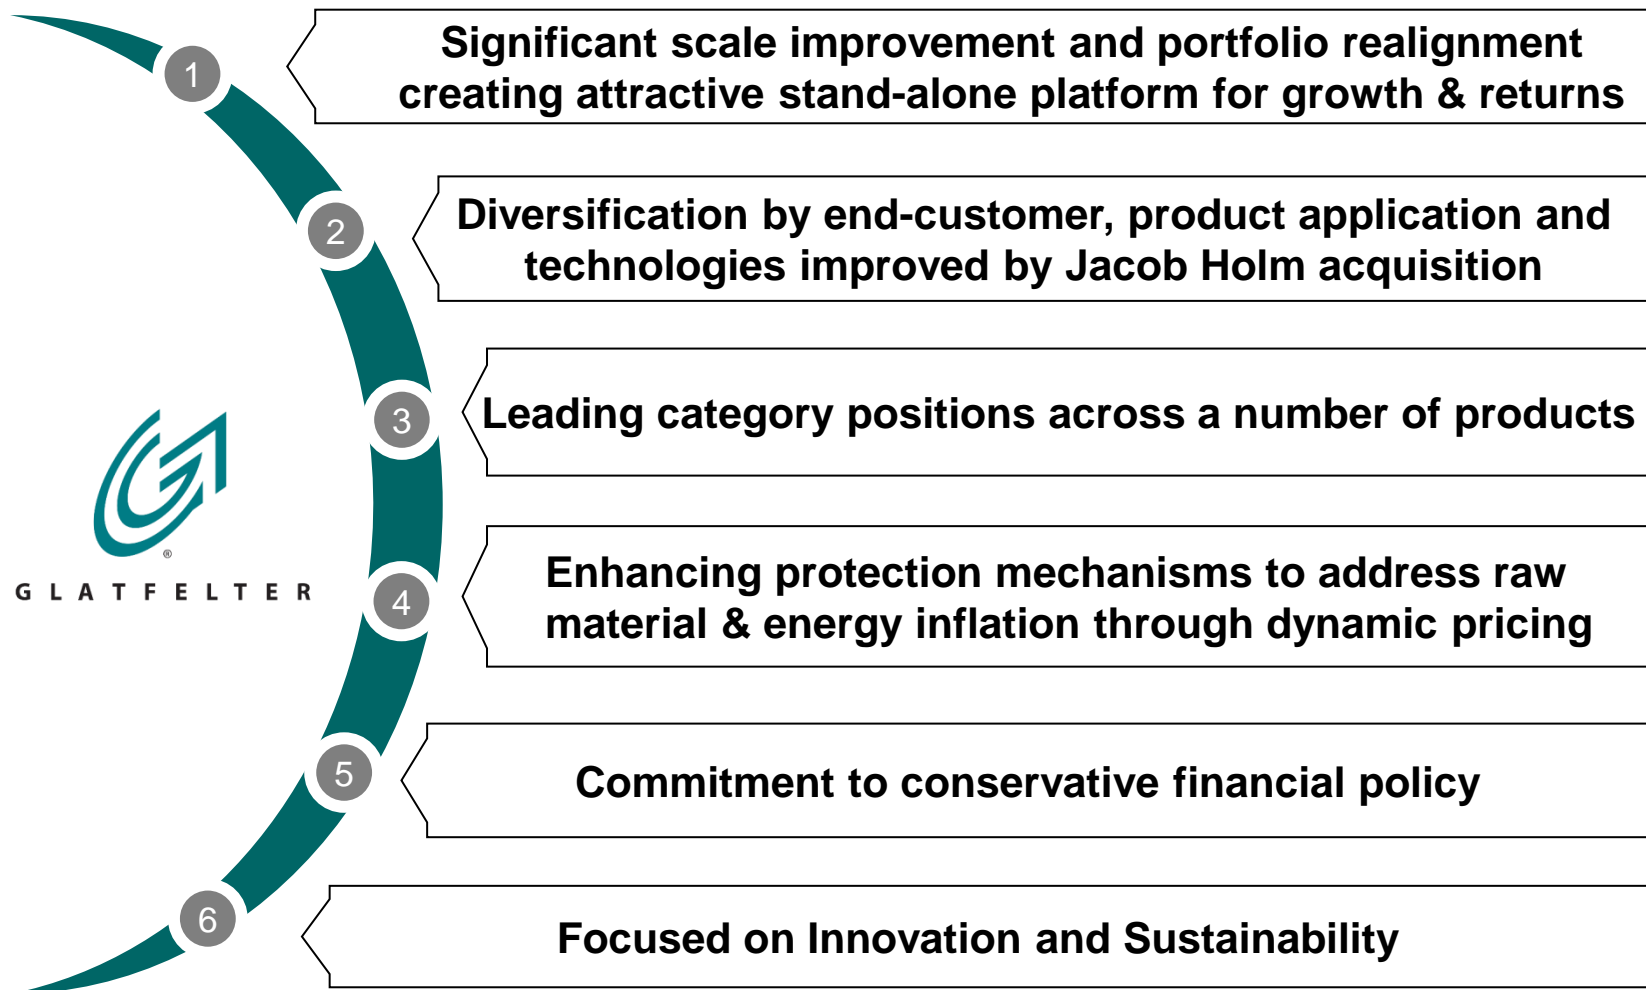 1
Significant scale improvement and portfolio realignment
creating attractive stand-alone platform for growth & returns
2
Diversification by end-customer, product application and
technologies improved by Jacob Holm acquisition
3
Leading category positions across a number of products
®
GLATFELTER
4
Enhancing protection mechanisms to address raw
material & energy inflation through dynamic pricing
5
Commitment to conservative financial policy
6
Focused on Innovation and Sustainability